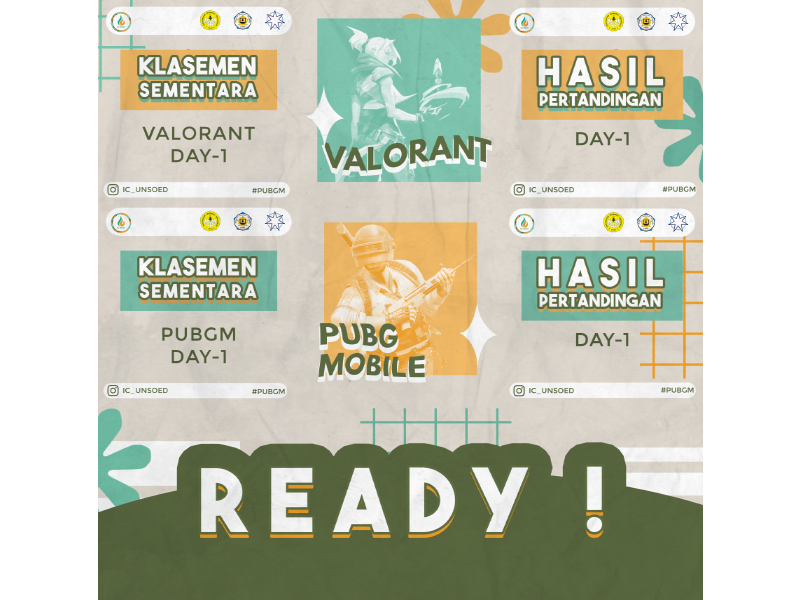 KLASEMEN
SEMENTARA
VALORANT
DAY-1
IC_UNSOED
#PUBGM
VALORANT
HASIL
PERTANDINGAN
DAY-1
IC_UNSOED
#PUBGM
KLASEMEN
SEMENTARA
PUBGM
DAY-1
IC_UNSOED
#PUBGM
PUBG
MOBILE
HASIL
PERTANDINGAN
DAY-1
IC_UNSOED
#PUBGM
READY !